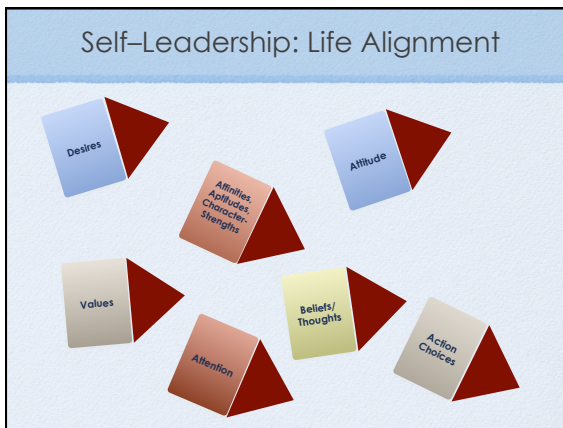 Self–Leadership: Life Alignment
Desires
Attitude
Affinities,
Aptitudes,
Character-
Strengths
Values
Beliefs/
Thoughts
Attention
Action
Choices